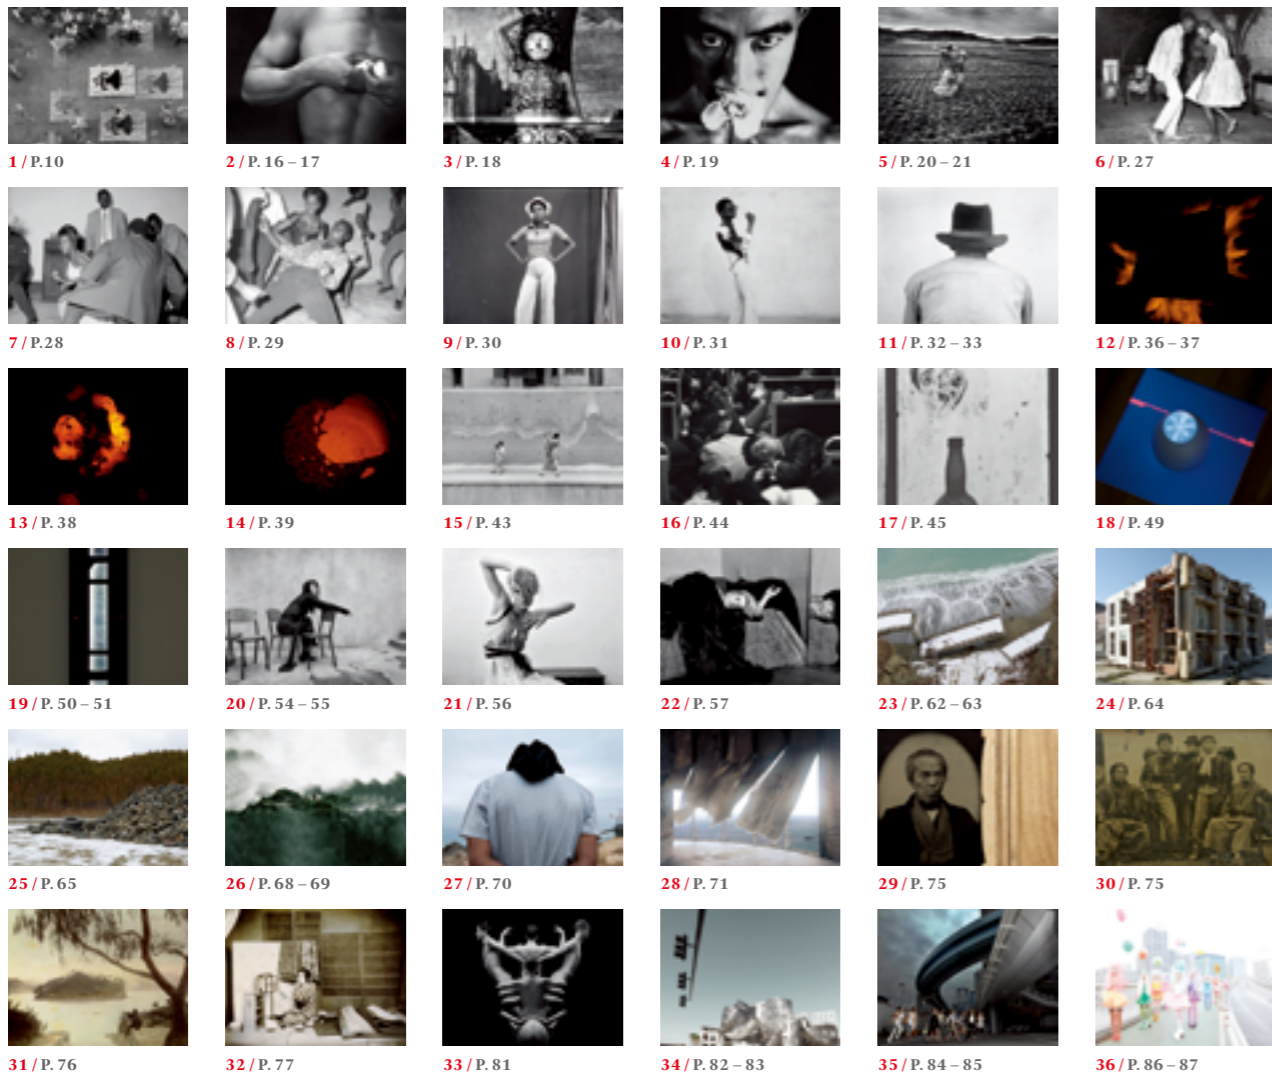 1 / P.10
2 / P. 16 – 17
3 / P. 18
4 / P. 19
5 / P. 20 – 21
6 / P. 27
7 / P.28
8 / P. 29
9 / P. 30
10 / P. 31
11 / P. 32 – 33
12 / P. 36 – 37
13 / P. 38
14 / P. 39
15 / P. 43
16 / P. 44
17 / P. 45
18 / P. 49
19 / P. 50 – 51
20 / P. 54 – 55
21 / P. 56
22 / P. 57
23 / P. 62 – 63
24 / P. 64
25 / P. 65
26 / P. 68 – 69
27 / P. 70
28 / P. 71
29 / P. 75
30 / P. 75
31 / P. 76
32 / P. 77
33 / P. 81
34 / P. 82 – 83
35 / P. 84 – 85
36 / P. 86 – 87